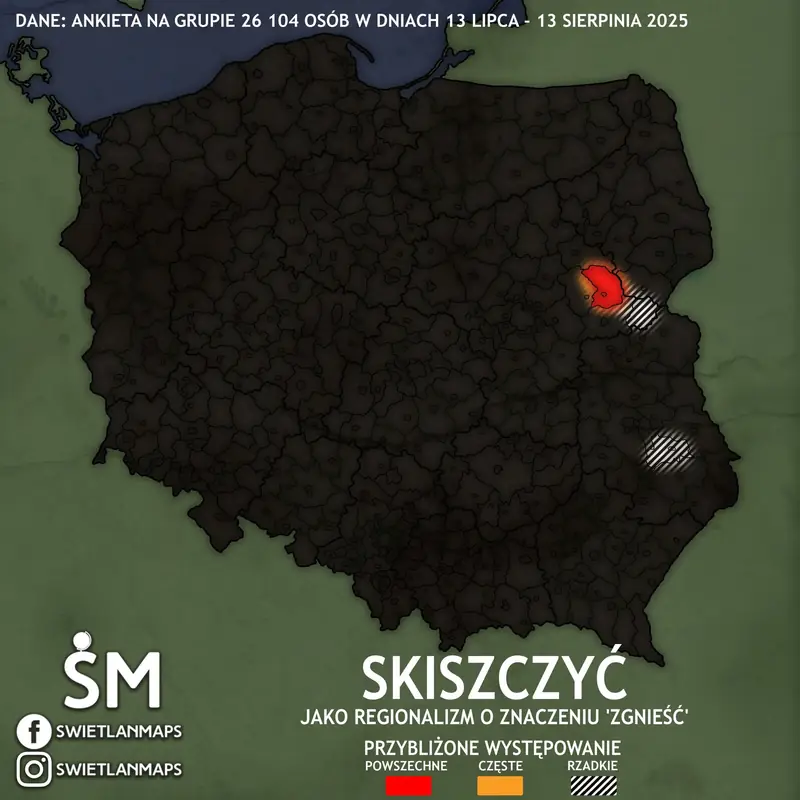 DANE: ANKIETA NA GRUPIE 26 104 OSÓB W DNIACH 13 LIPCA - 13 SIERPINIA 2025
ŚM
SWIETLANMAPS
SWIETLANMAPS
SKISZCZYĆ
JAKO REGIONALIZM O ZNACZENIU 'ZGNIEŚĆ'
PRZYBLIŻONE WYSTĘPOWANIE
POWSZECHNE CZĘSTE RZADKIE